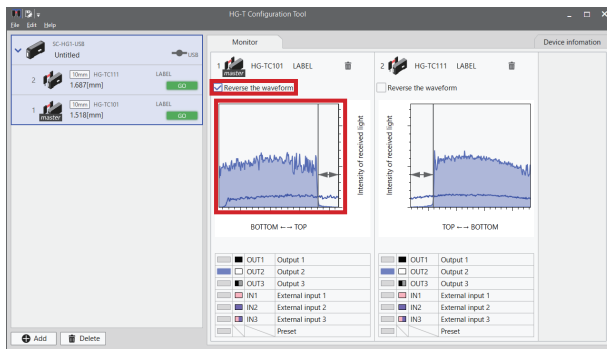 HG-T Configuration Tool
File Edit Help
SC-HG1-USB
Untitled
USB
2
10mm HG-TC111 LABEL
1.687[mm]
GO
1
master
10mm HG-TC101 LABEL
1.518[mm]
GO
Add
Delete
Monitor
Device infomation
1
master
HG-TC101 LABEL
Reverse the waveform
Intensity of received light
BOTTOM ←→ TOP
OUT1 Output 1
OUT2 Output 2
OUT3 Output 3
IN1 External input 1
IN2 External input 2
IN3 External input 3
Preset
2 HG-TC111 LABEL
Reverse the waveform
Intensity of received light
TOP ←→ BOTTOM
OUT1 Output 1
OUT2 Output 2
OUT3 Output 3
IN1 External input 1
IN2 External input 2
IN3 External input 3
Preset